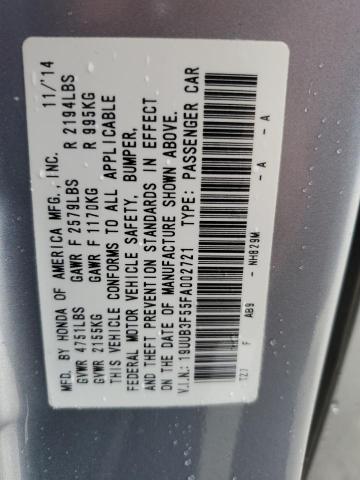 MFD. BY HONDA OF AMERICA MFG., INC. 11/'14
GVWR 4751LBS GAWR F 2579LBS R 2194LBS
GVWR 2155KG GAWR F 1170KG R 995KG
THIS VEHICLE CONFORMS TO ALL APPLICABLE
FEDERAL MOTOR VEHICLE SAFETY, BUMPER,
AND THEFT PREVENTION STANDARDS IN EFFECT
ON THE DATE OF MANUFACTURE SHOWN ABOVE.
V.I.N.: 19UUB3F55FA002721 TYPE: PASSENGER CAR
F AB9 - NH829M - A - A
TZ7